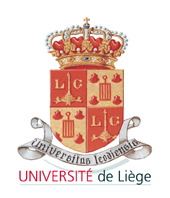 L G
L G
Universitas Leodiensis
UNIVERSITÉ de Liège